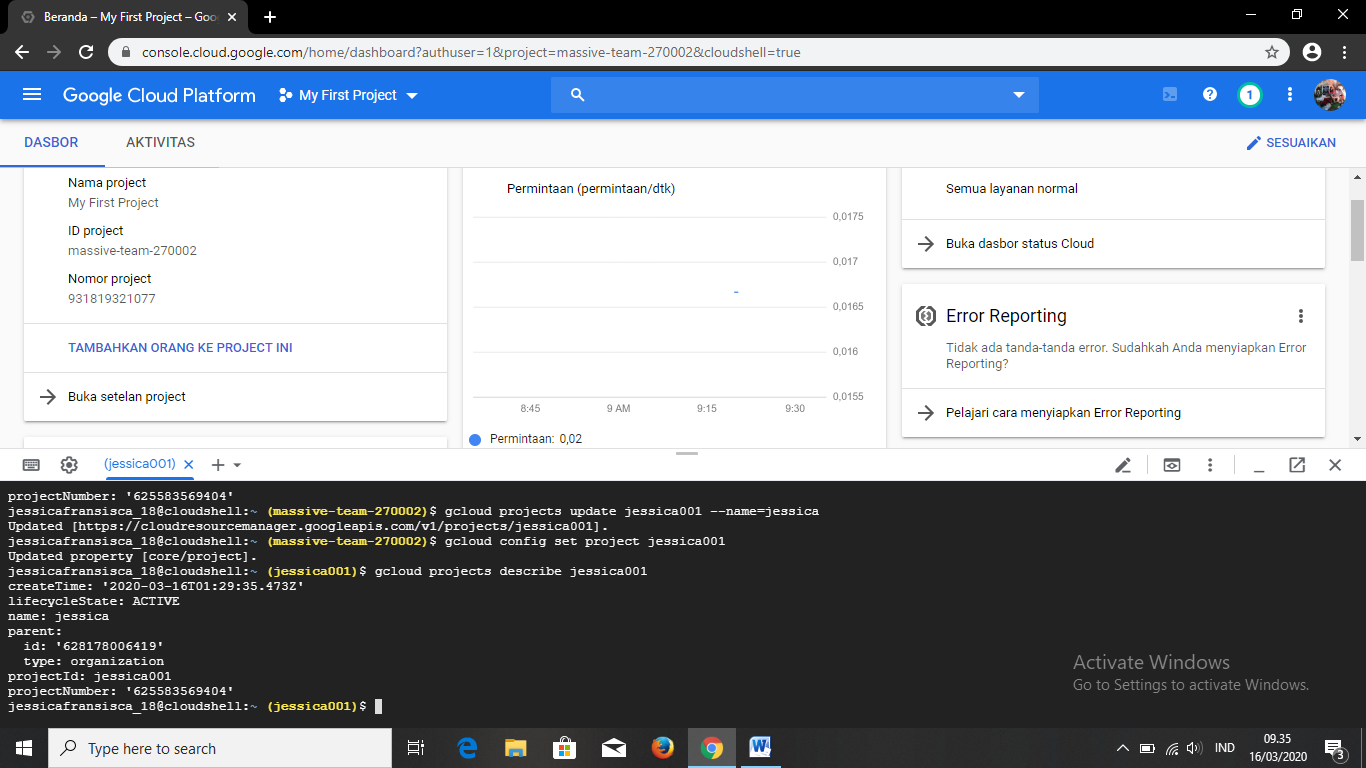 Beranda – My First Project – Goo
console.cloud.google.com/home/dashboard?authuser=1&project=massive-team-270002&cloudshell=true
Google Cloud Platform
My First Project
1
DASBOR
AKTIVITAS
SESUAIKAN
Nama project
My First Project
ID project
massive-team-270002
Nomor project
931819321077
TAMBAHKAN ORANG KE PROJECT INI
Buka setelan project
Permintaan (permintaan/dtk)
0,0175
0,017
0,0165
0,016
0,0155
8:45
9 AM
9:15
9:30
Permintaan: 0,02
Semua layanan normal
Buka dasbor status Cloud
Error Reporting
Tidak ada tanda-tanda error. Sudahkah Anda menyiapkan Error
Reporting?
Pelajari cara menyiapkan Error Reporting
(jessica001)
projectNumber: '625583569404'
jessicafransisca_18@cloudshell:~ (massive-team-270002)$ gcloud projects update jessica001 --name=jessica
Updated [https://cloudresourcemanager.googleapis.com/v1/projects/jessica001].
jessicafransisca_18@cloudshell:~ (massive-team-270002)$ gcloud config set project jessica001
Updated property [core/project].
jessicafransisca_18@cloudshell:~ (jessica001)$ gcloud projects describe jessica001
createTime: '2020-03-16T01:29:35.473Z'
lifecycleState: ACTIVE
name: jessica
parent:
  id: '628178006419'
  type: organization
projectId: jessica001
projectNumber: '625583569404'
jessicafransisca_18@cloudshell:~ (jessica001)$
Activate Windows
Go to Settings to activate Windows.
Type here to search
IND
09.35
16/03/2020
3